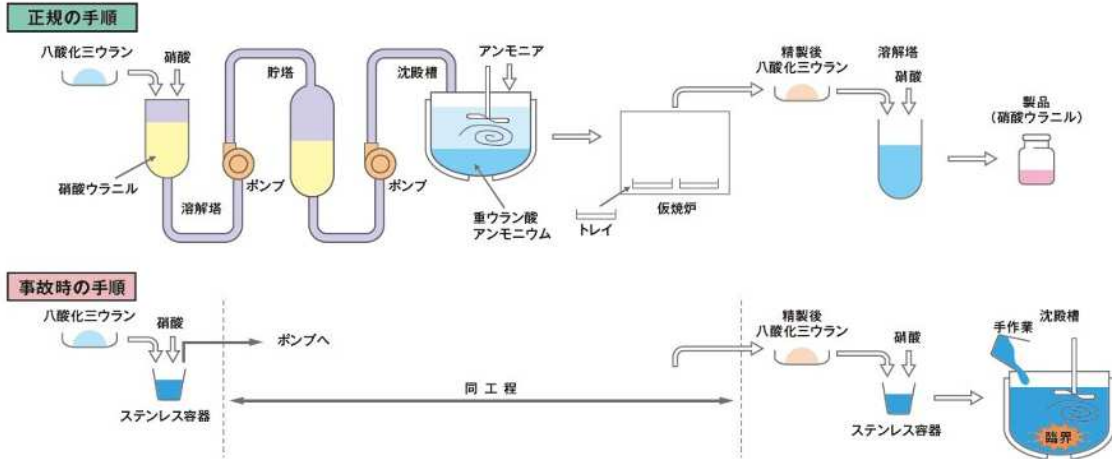 正規の手順
八酸化三ウラン
硝酸
貯塔
沈殿槽
アンモニア
精製後
八酸化三ウラン
溶解塔
硝酸
製品
(硝酸ウラニル)
硝酸ウラニル
溶解塔
ポンプ
ポンプ
重ウラン酸
アンモニウム
トレイ
仮焼炉
事故時の手順
八酸化三ウラン
硝酸
ポンプへ
ステンレス容器
同工程
精製後
八酸化三ウラン
硝酸
ステンレス容器
手作業
沈殿槽
臨界